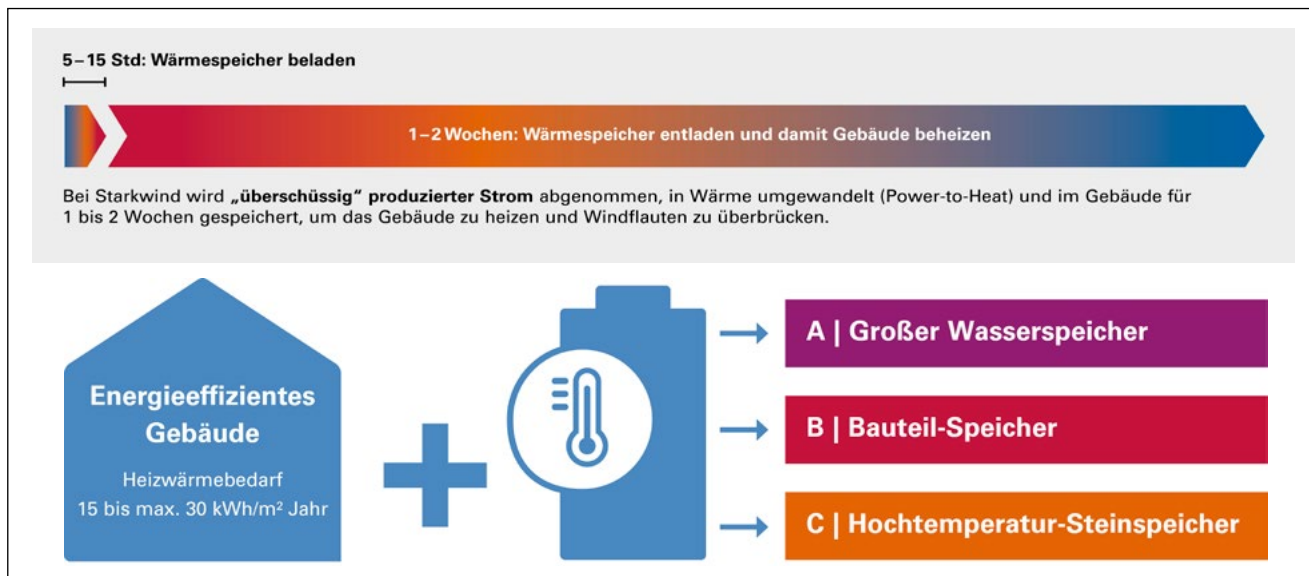 5–15 Std: Wärmespeicher beladen
1–2 Wochen: Wärmespeicher entladen und damit Gebäude beheizen
Bei Starkwind wird „überschüssig“ produzierter Strom abgenommen, in Wärme umgewandelt (Power-to-Heat) und im Gebäude für
1 bis 2 Wochen gespeichert, um das Gebäude zu heizen und Windflauten zu überbrücken.
Energieeffizientes
Gebäude
Heizwärmebedarf
15 bis max. 30 kWh/m² Jahr
A | Großer Wasserspeicher
B | Bauteil-Speicher
C | Hochtemperatur-Steinspeicher